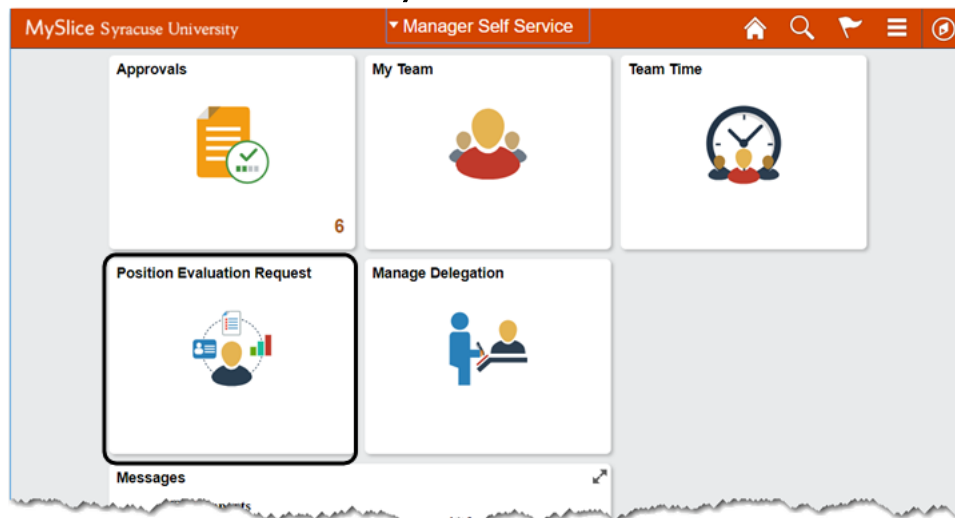 MySlice Syracuse University
Manager Self Service
Approvals
My Team
Team Time
6
Position Evaluation Request
Manage Delegation
Messages